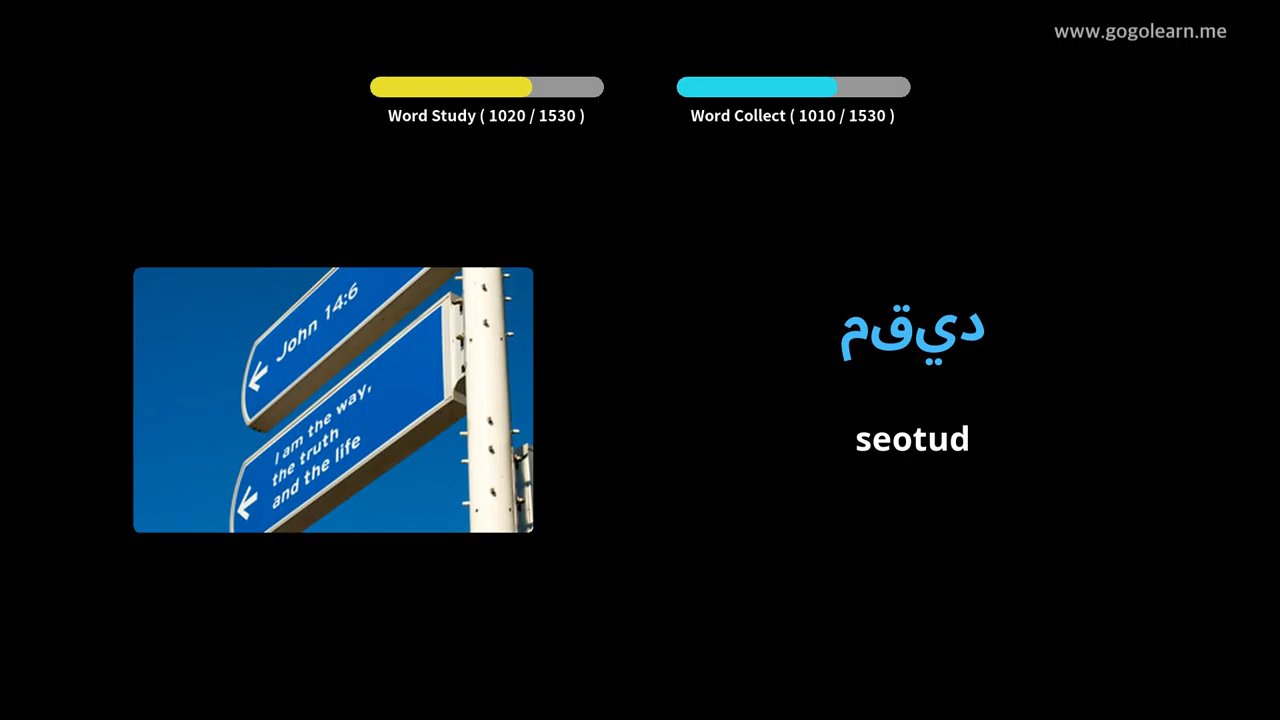 www.gogolearn.me
Word Study ( 1020 / 1530 )
Word Collect ( 1010 / 1530 )
John 14:6
I am the way,
the truth
and the life
ديقم
seotud